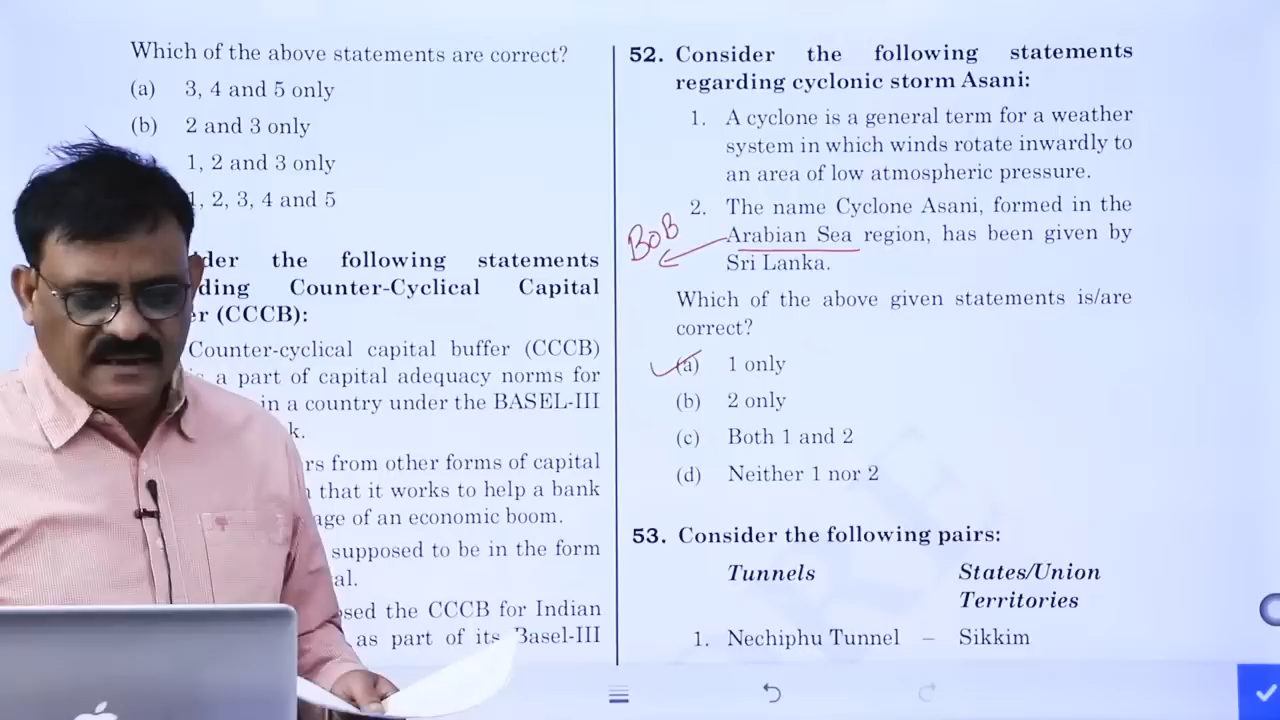 Which of the above statements are correct?
(a) 3, 4 and 5 only
(b) 2 and 3 only
1, 2 and 3 only
1, 2, 3, 4 and 5
the following statements
Counter-Cyclical Capital
(CCCB):
Counter-cyclical capital buffer (CCCB)
a part of capital adequacy norms for
in a country under the BASEL-III
from other forms of capital
that it works to help a bank
of an economic boom.
supposed to be in the form
the CCCB for Indian
as part of its Basel-III
52. Consider the following statements
regarding cyclonic storm Asani:
1. A cyclone is a general term for a weather
system in which winds rotate inwardly to
an area of low atmospheric pressure.
2. The name Cyclone Asani, formed in the
BoB
Arabian Sea region, has been given by
Sri Lanka.
Which of the above given statements is/are
correct?
(a) 1 only
(b) 2 only
(c) Both 1 and 2
(d) Neither 1 nor 2
53. Consider the following pairs:
Tunnels States/Union
Territories
1. Nechiphu Tunnel – Sikkim